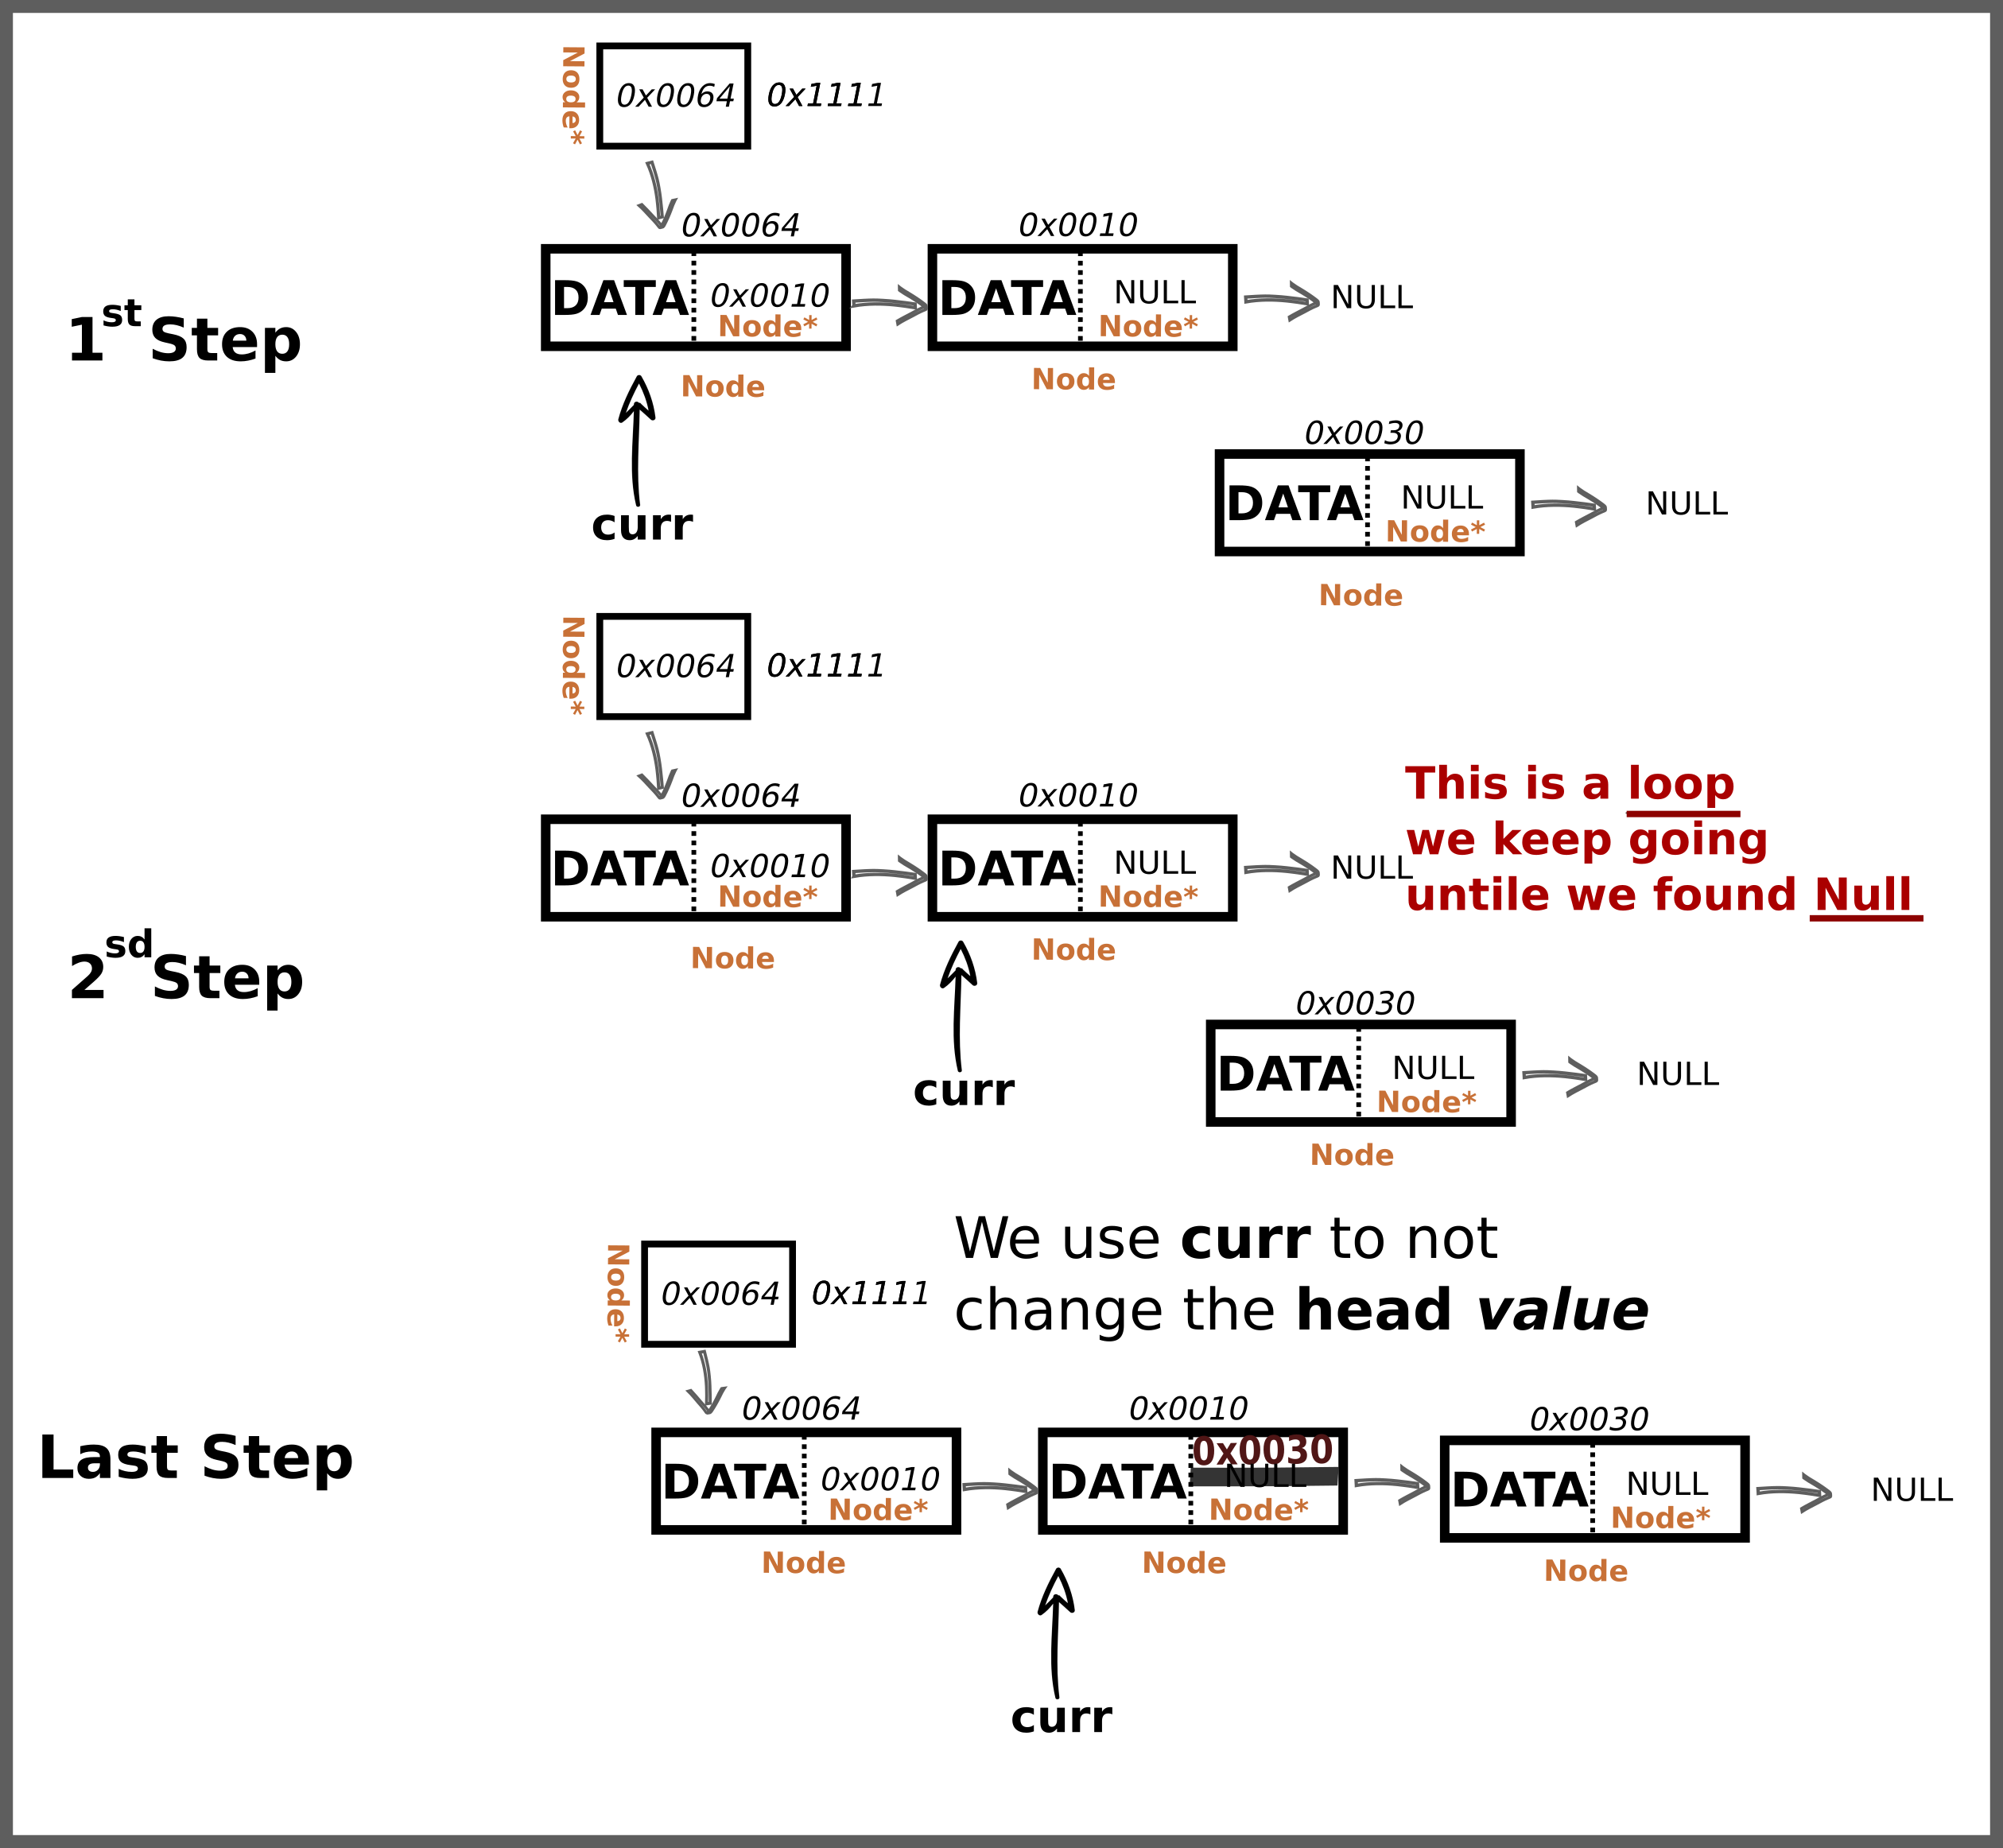 Node*
0x0064
0x1111
0x0064
0x0010
1st Step
DATA
0x0010
Node*
DATA
NULL
Node*
NULL
Node
Node
0x0030
DATA
NULL
Node*
NULL
curr
Node
Node*
0x0064
0x1111
0x0064
0x0010
This is a loop
we keep going
untile we found Null
DATA
0x0010
Node*
DATA
NULL
Node*
NULL
2sd Step
Node
Node
0x0030
DATA
NULL
Node*
NULL
curr
Node
We use curr to not
change the head value
Node*
0x0064
0x1111
0x0064
0x0010
0x0030
Last Step
DATA
0x0010
Node*
DATA
0x0030
NULL
Node*
DATA
NULL
Node*
NULL
Node
Node
Node
curr